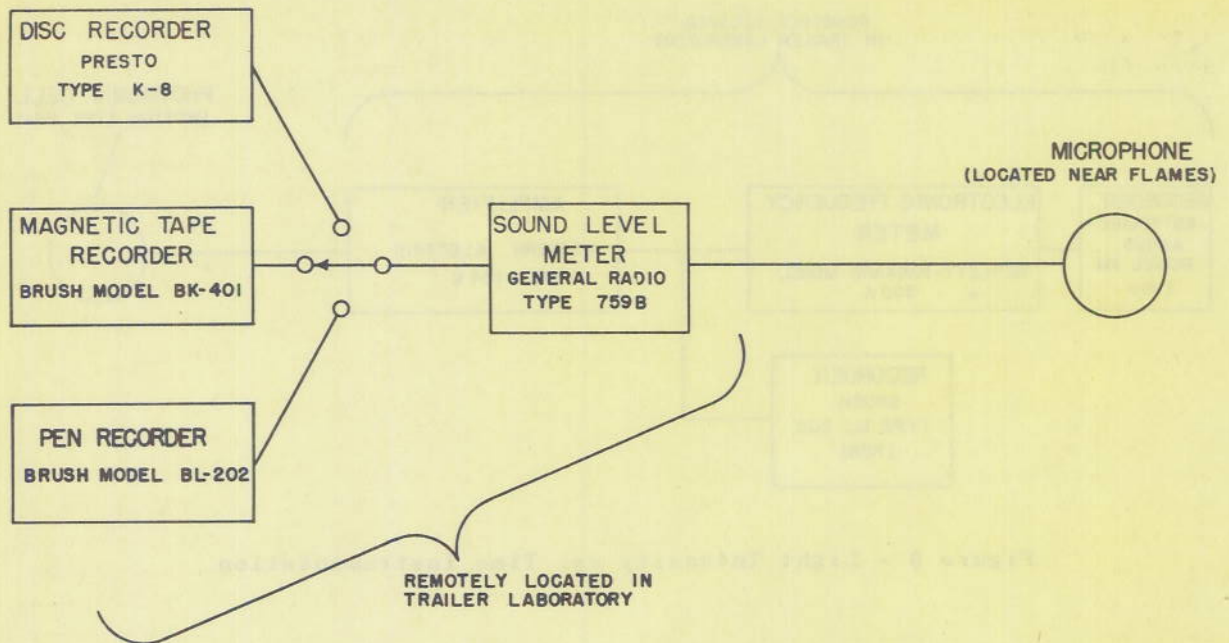 DISC RECORDER
PRESTO
TYPE K-8
MAGNETIC TAPE
RECORDER
BRUSH MODEL BK-401
PEN RECORDER
BRUSH MODEL BL-202
SOUND LEVEL
METER
GENERAL RADIO
TYPE 759B
MICROPHONE
(LOCATED NEAR FLAMES)
REMOTELY LOCATED IN
TRAILER LABORATORY